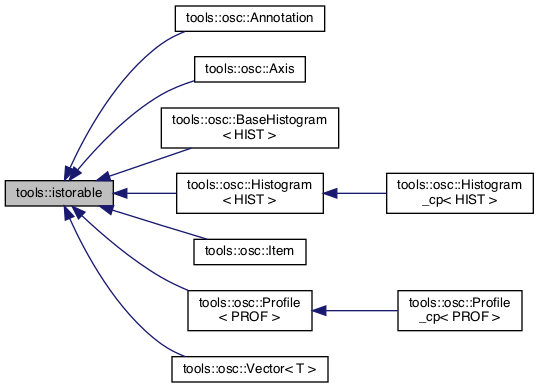 tools::osc::Annotation
tools::osc::Axis
tools::osc::BaseHistogram
< HIST >
tools::istorable
tools::osc::Histogram
< HIST >
tools::osc::Histogram
_cp< HIST >
tools::osc::Item
tools::osc::Profile
< PROF >
tools::osc::Profile
_cp< PROF >
tools::osc::Vector< T >